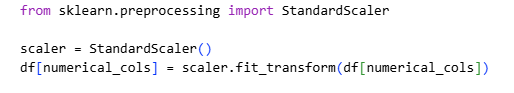 from sklearn.preprocessing import StandardScaler
scaler = StandardScaler()
df[numerical_cols] = scaler.fit_transform(df[numerical_cols])